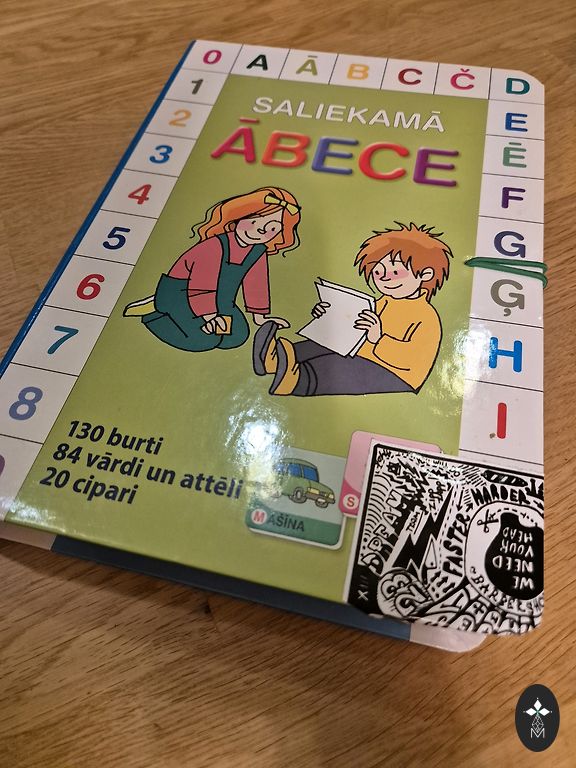 0 A Ā B C Č D
1
2
3
4
5
6
7
8
E
Ē
F
G
Ģ
H
I
SALIEKAMĀ
ĀBECE
130 burti
84 vārdi un attēli
20 cipari
MAŠĪNA
S
HARDER
FASTER
WE
NEED
YOUR
HEAD
XIII
M